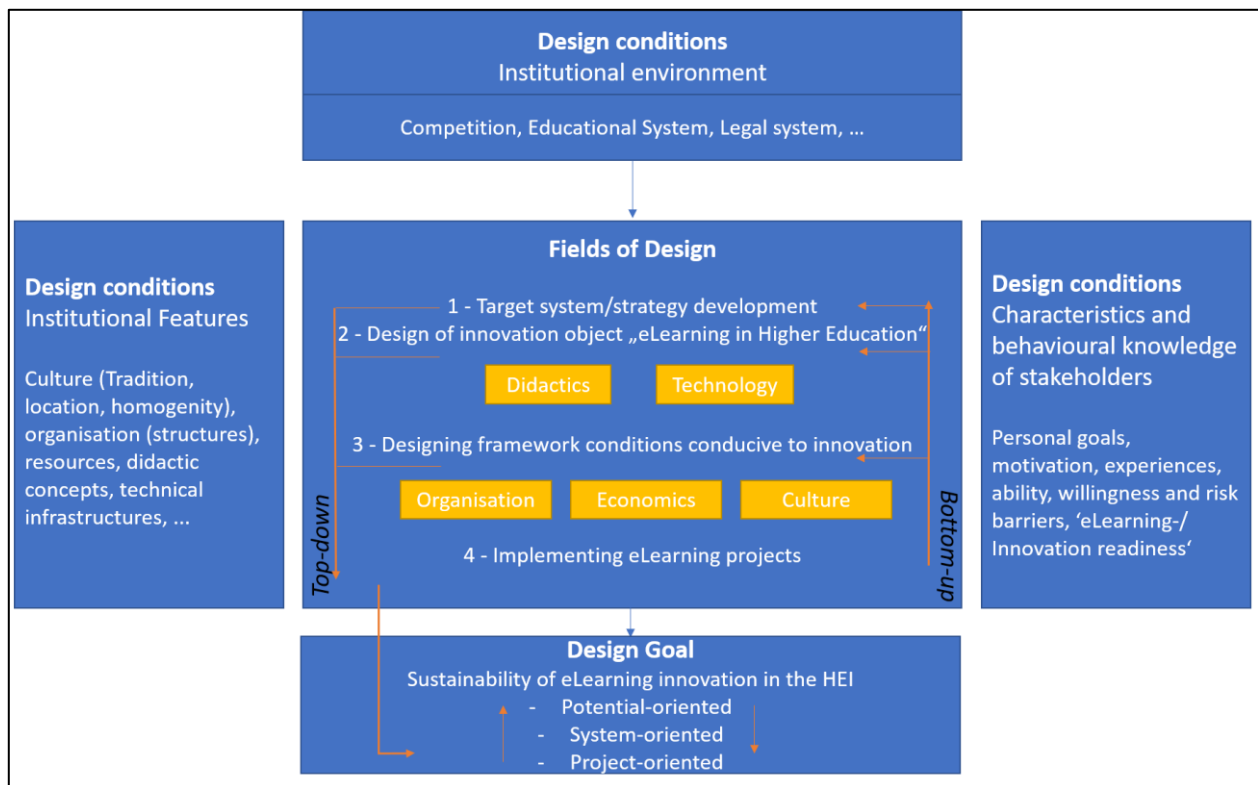 Design conditions
Institutional environment
Competition, Educational System, Legal system, ...
Design conditions
Institutional Features
Culture (Tradition,
location, homogenity),
organisation (structures),
resources, didactic
concepts, technical
infrastructures, ...
Fields of Design
1 - Target system/strategy development
2 - Design of innovation object „eLearning in Higher Education“
Didactics
Technology
3 - Designing framework conditions conducive to innovation
Organisation
Economics
Culture
4 - Implementing eLearning projects
Top-down
Bottom-up
Design conditions
Characteristics and
behavioural knowledge
of stakeholders
Personal goals,
motivation, experiences,
ability, willingness and risk
barriers, ‘eLearning-/
Innovation readiness‘
Design Goal
Sustainability of eLearning innovation in the HEI
- Potential-oriented
- System-oriented
- Project-oriented